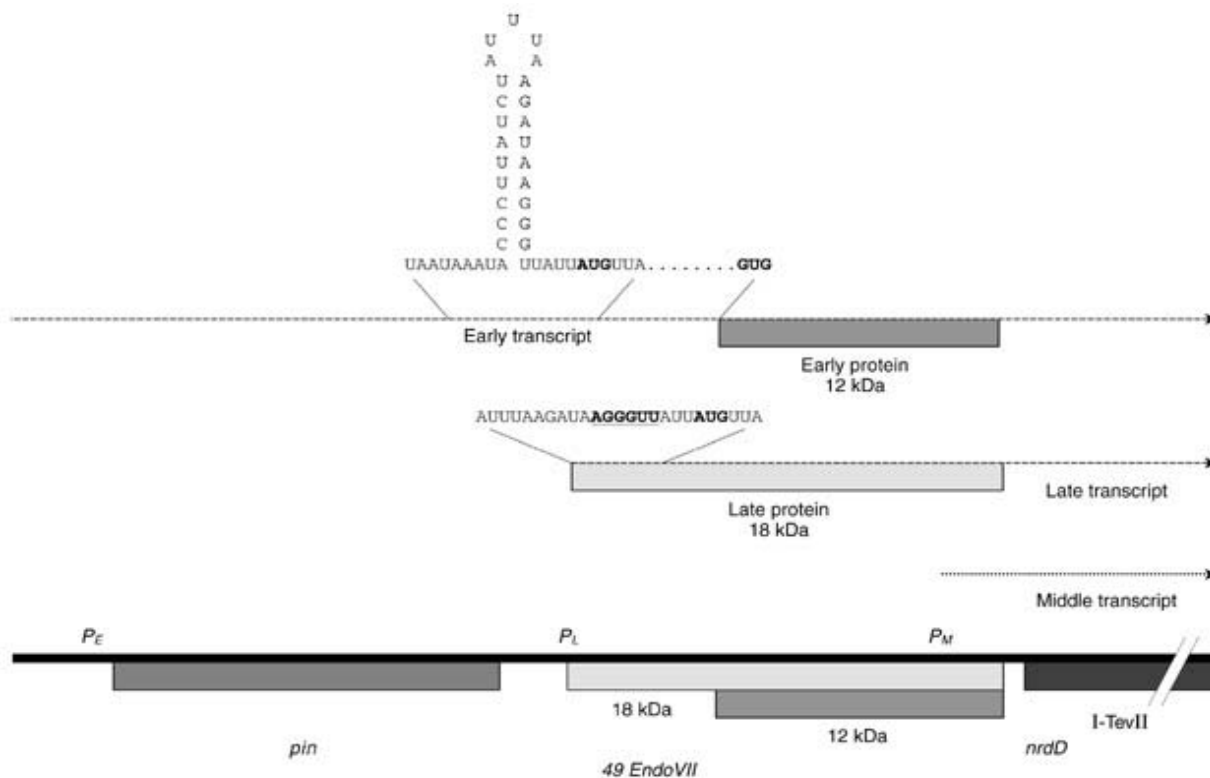 U
U U
A A
U A
C G
U A
A U
U A
U A
C G
C G
C G
UAAUAAAUA UUAUUAUGUUA. . . . . . . .GUG
Early transcript
Early protein
12 kDa
AUUUAAGAUAAGGGUUAUUAUGUUA
Late protein
18 kDa
Late transcript
Middle transcript
PE PL PM
18 kDa
12 kDa
I-TevII
pin
nrdD
49 EndoVII